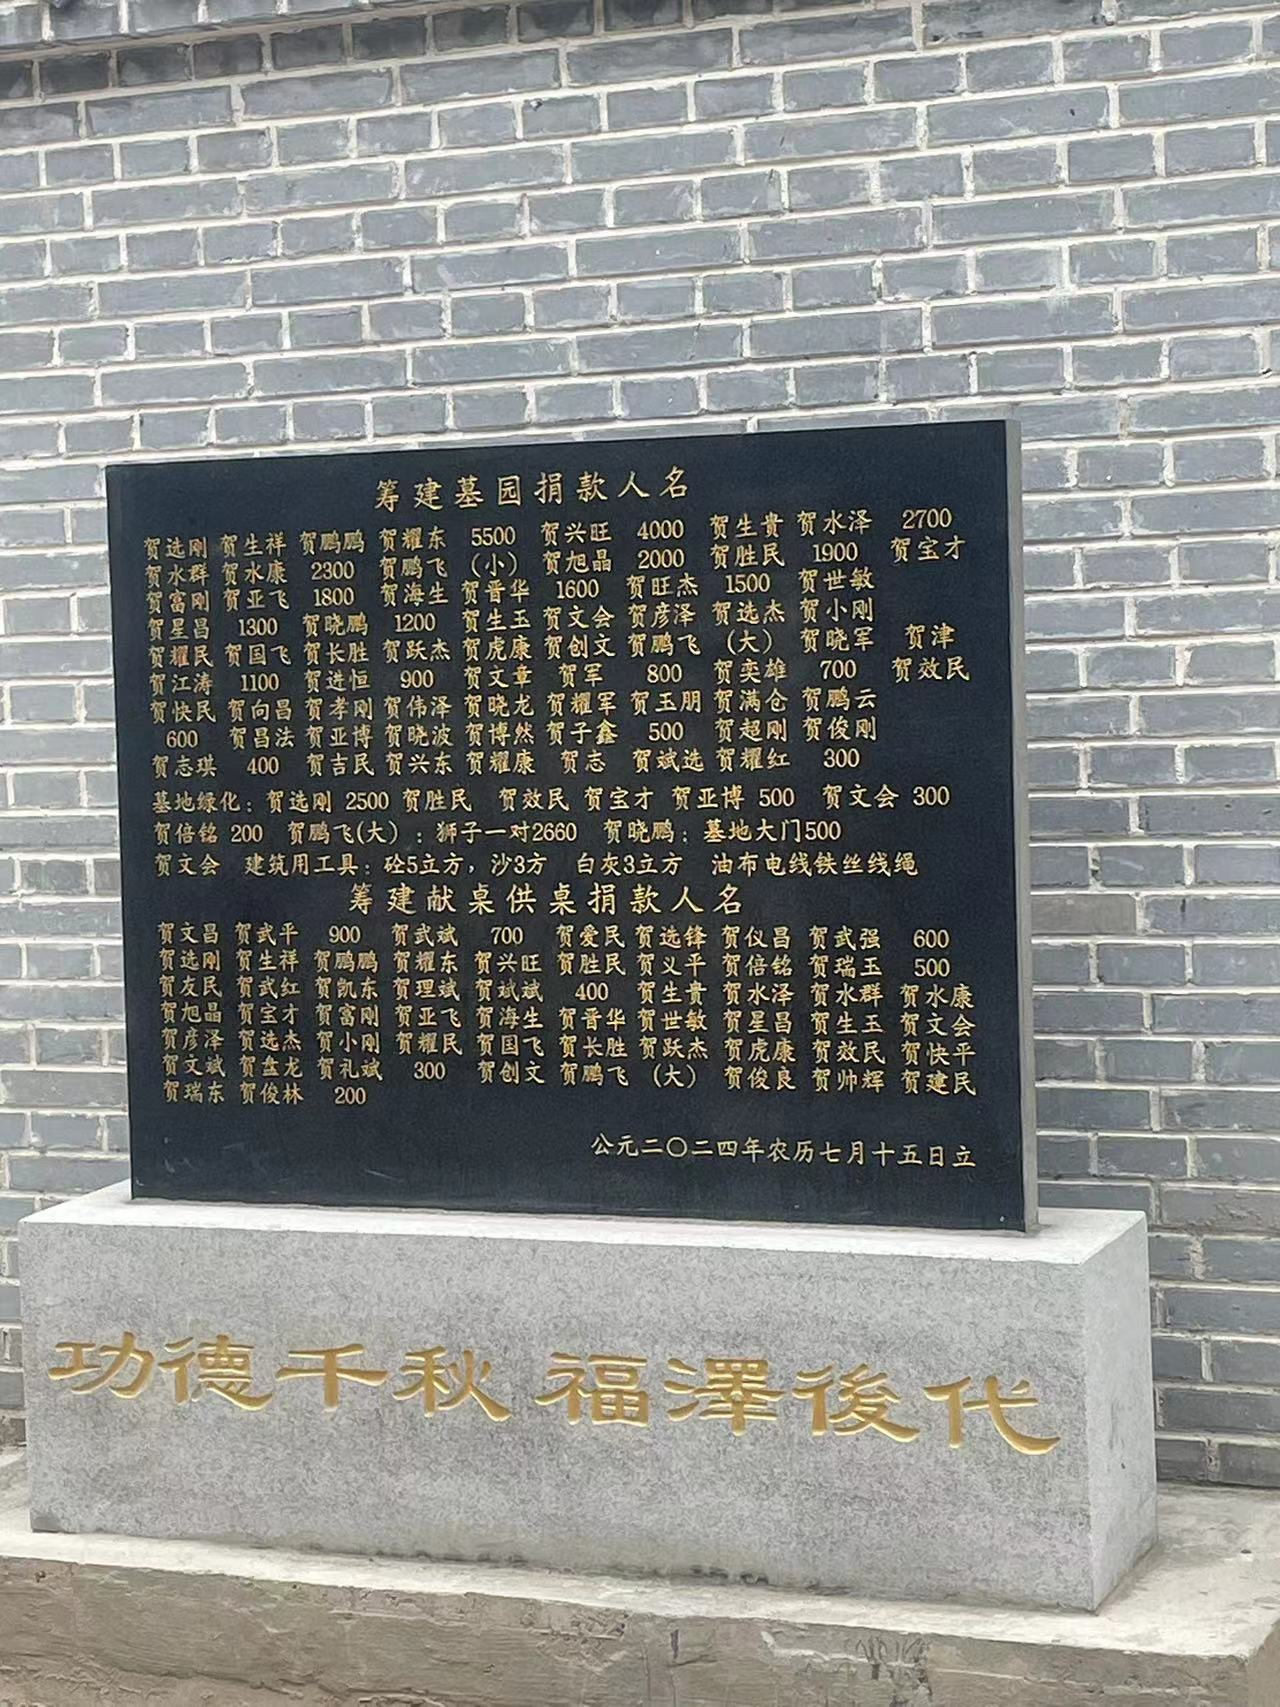 筹建墓园捐款人名
贺选刚 贺生祥 贺鹏鹏 贺耀东 5500 贺兴旺 4000 贺生贵 贺水泽 2700
贺水群 贺水康 2300 贺鹏飞 (小) 贺旭晶 2000 贺胜民 1900 贺宝才
贺富刚 贺亚飞 1800 贺海生 贺晋华 1600 贺旺杰 1500 贺世敏
贺星昌 1300 贺晓鹏 1200 贺生玉 贺文会 贺彦泽 贺选杰 贺小刚
贺耀民 贺国飞 贺长胜 贺跃杰 贺虎康 贺创文 贺鹏飞 (大) 贺晓军 贺津
贺江涛 1100 贺进恒 900 贺文章 贺军 800 贺奕雄 700 贺效民
贺快民 贺向昌 贺孝刚 贺伟泽 贺晓龙 贺耀军 贺玉朋 贺满仓 贺鹏云
600 贺昌法 贺亚博 贺晓波 贺博然 贺子鑫 500 贺超刚 贺俊刚
贺志琪 400 贺吉民 贺兴东 贺耀康 贺志 贺斌选 贺耀红 300
墓地绿化：贺选刚 2500 贺胜民 贺效民 贺宝才 贺亚博 500 贺文会 300
贺倍铭 200 贺鹏飞(大)：狮子一对2660 贺晓鹏：墓地大门500
贺文会 建筑用工具：砼5立方，沙3方 白灰3立方 油布电线铁丝线绳
筹建献桌供桌捐款人名
贺文昌 贺武平 900 贺武斌 700 贺爱民 贺选锋 贺仪昌 贺武强 600
贺选刚 贺生祥 贺鹏鹏 贺耀东 贺兴旺 贺胜民 贺义平 贺倍铭 贺瑞玉 500
贺友民 贺武红 贺凯东 贺理斌 贺斌斌 400 贺生贵 贺水泽 贺水群 贺水康
贺旭晶 贺宝才 贺富刚 贺亚飞 贺海生 贺晋华 贺世敏 贺星昌 贺生玉 贺文会
贺彦泽 贺选杰 贺小刚 贺耀民 贺国飞 贺长胜 贺跃杰 贺虎康 贺效民 贺快平
贺文斌 贺盘龙 贺礼斌 300 贺创文 贺鹏飞 (大) 贺俊良 贺帅辉 贺建民
贺瑞东 贺俊林 200
公元二〇二四年农历七月十五日立
功德千秋 福澤後代